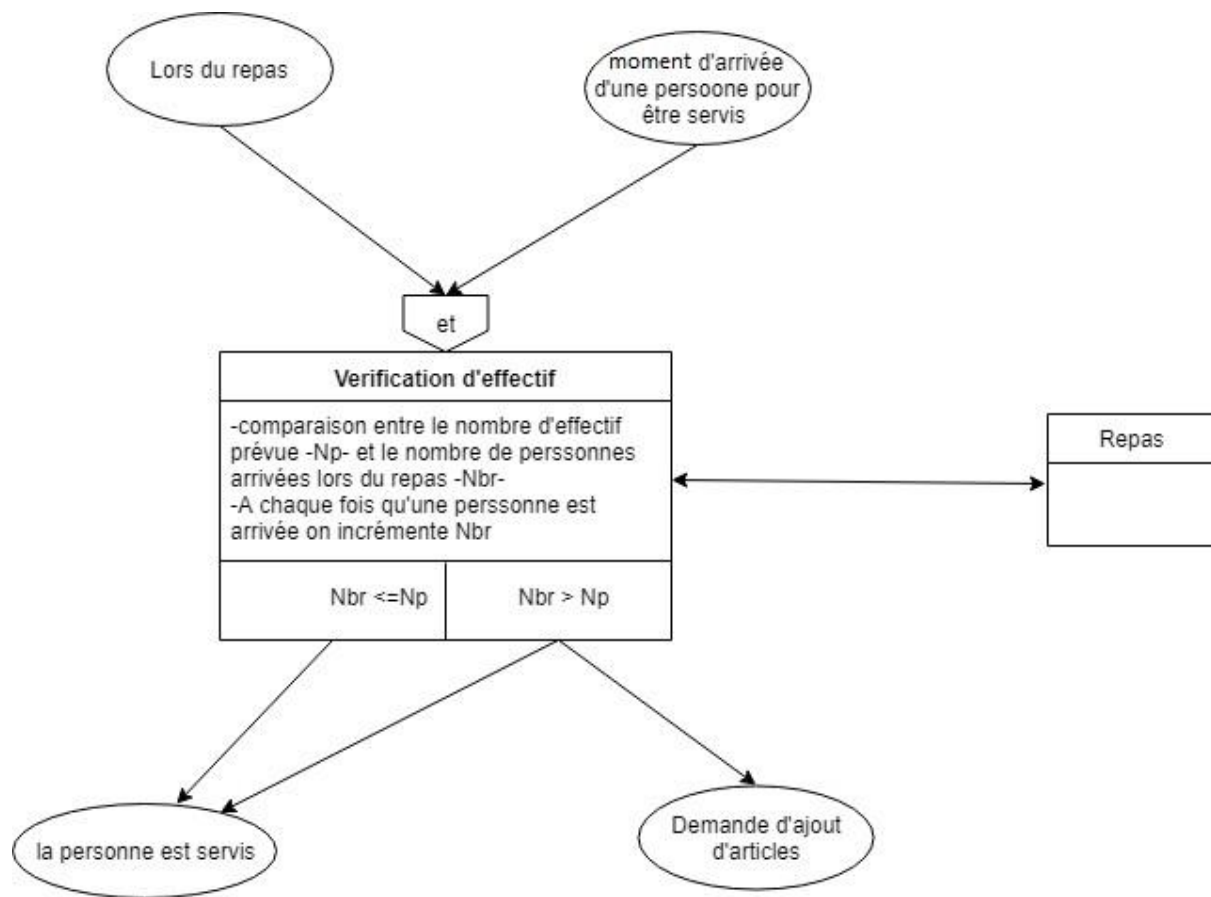 Lors du repas
moment d'arrivée
d'une persoone pour
être servis
et
Verification d'effectif
-comparaison entre le nombre d'effectif
prévue -Np- et le nombre de perssonnes
arrivées lors du repas -Nbr-
-A chaque fois qu'une perssonne est
arrivée on incrémente Nbr
Repas
Nbr <=Np
Nbr > Np
la personne est servis
Demande d'ajout
d'articles